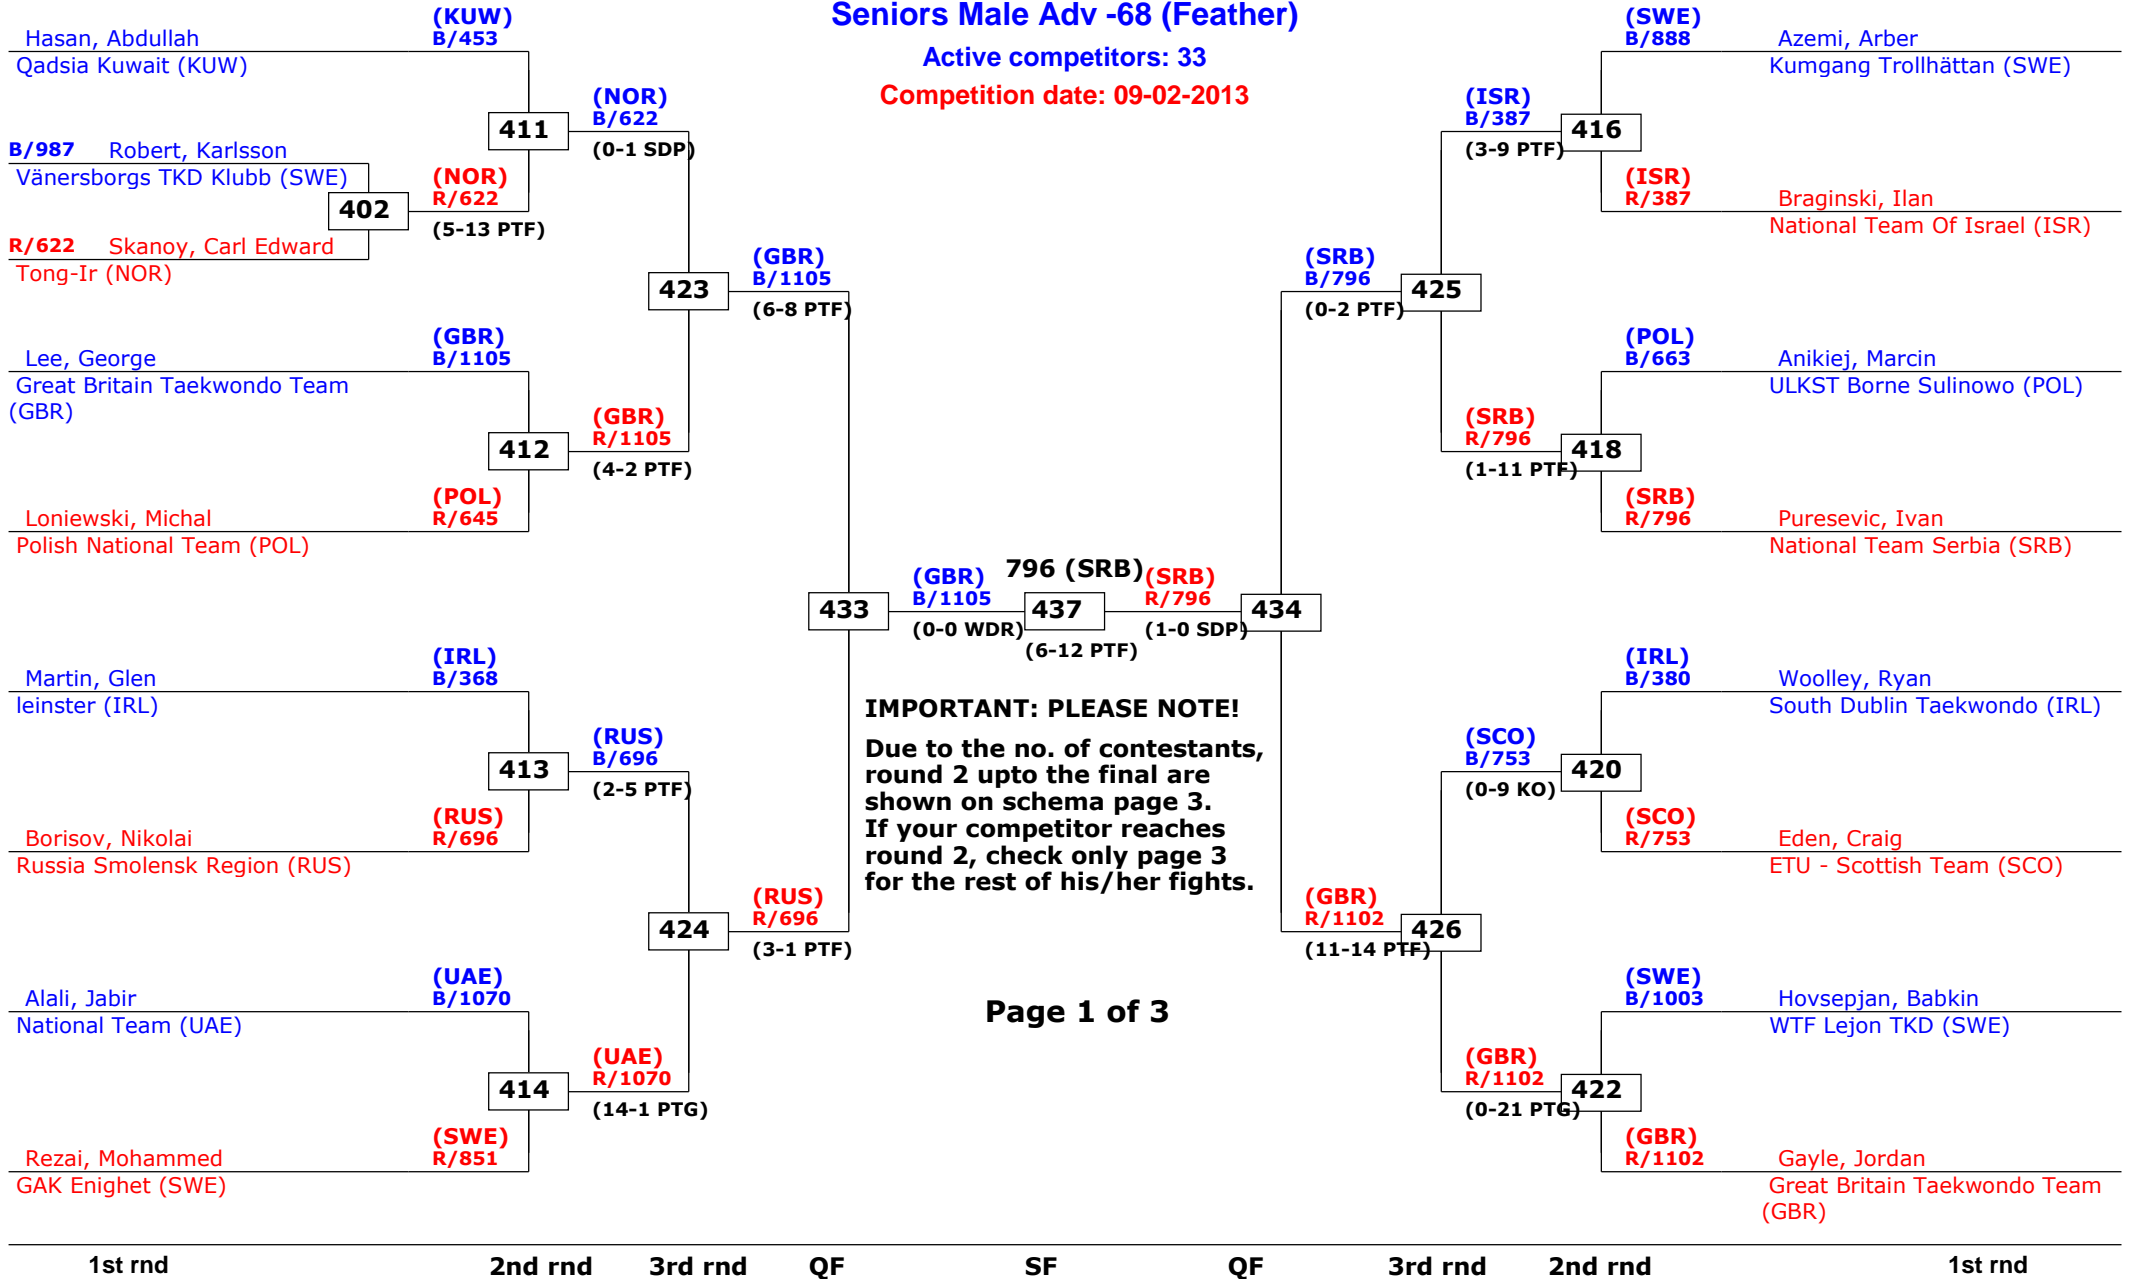 Seniors Male Adv -68 (Feather)
Active competitors: 33
Competition date: 09-02-2013
(KUW)
Hasan, Abdullah B/453
Qadsia Kuwait (KUW)
411
(NOR)
B/622
(0-1 SDP)
B/987 Robert, Karlsson
Vänersborgs TKD Klubb (SWE)
402
(NOR)
R/622
(5-13 PTF)
R/622 Skanoy, Carl Edward
Tong-Ir (NOR)
423
(GBR)
B/1105
(6-8 PTF)
(GBR)
Lee, George B/1105
Great Britain Taekwondo Team
(GBR)
412
(GBR)
R/1105
(4-2 PTF)
(POL)
Loniewski, Michal R/645
Polish National Team (POL)
433
(GBR)
B/1105
(0-0 WDR)
796 (SRB)
437
(6-12 PTF)
(SRB)
R/796
(1-0 SDP)
434
(IRL)
Martin, Glen B/368
leinster (IRL)
413
(RUS)
B/696
(2-5 PTF)
(RUS)
Borisov, Nikolai R/696
Russia Smolensk Region (RUS)
424
(RUS)
R/696
(3-1 PTF)
(UAE)
Alali, Jabir B/1070
National Team (UAE)
414
(UAE)
R/1070
(14-1 PTG)
(SWE)
Rezai, Mohammed R/851
GAK Enighet (SWE)
IMPORTANT: PLEASE NOTE!
Due to the no. of contestants,
round 2 upto the final are
shown on schema page 3.
If your competitor reaches
round 2, check only page 3
for the rest of his/her fights.
Page 1 of 3
(SWE)
B/888 Azemi, Arber
Kumgang Trollhättan (SWE)
(ISR)
B/387
(3-9 PTF)
416
(ISR)
R/387 Braginski, Ilan
National Team Of Israel (ISR)
(SRB)
B/796
(0-2 PTF)
425
(POL)
B/663 Anikiej, Marcin
ULKST Borne Sulinowo (POL)
(SRB)
R/796
(1-11 PTF)
418
(SRB)
R/796 Puresevic, Ivan
National Team Serbia (SRB)
(IRL)
B/380 Woolley, Ryan
South Dublin Taekwondo (IRL)
(SCO)
B/753
(0-9 KO)
420
(SCO)
R/753 Eden, Craig
ETU - Scottish Team (SCO)
(GBR)
R/1102
(11-14 PTF)
426
(SWE)
B/1003 Hovsepjan, Babkin
WTF Lejon TKD (SWE)
(GBR)
R/1102
(0-21 PTG)
422
(GBR)
R/1102 Gayle, Jordan
Great Britain Taekwondo Team
(GBR)
1st rnd 2nd rnd 3rd rnd QF SF QF 3rd rnd 2nd rnd 1st rnd